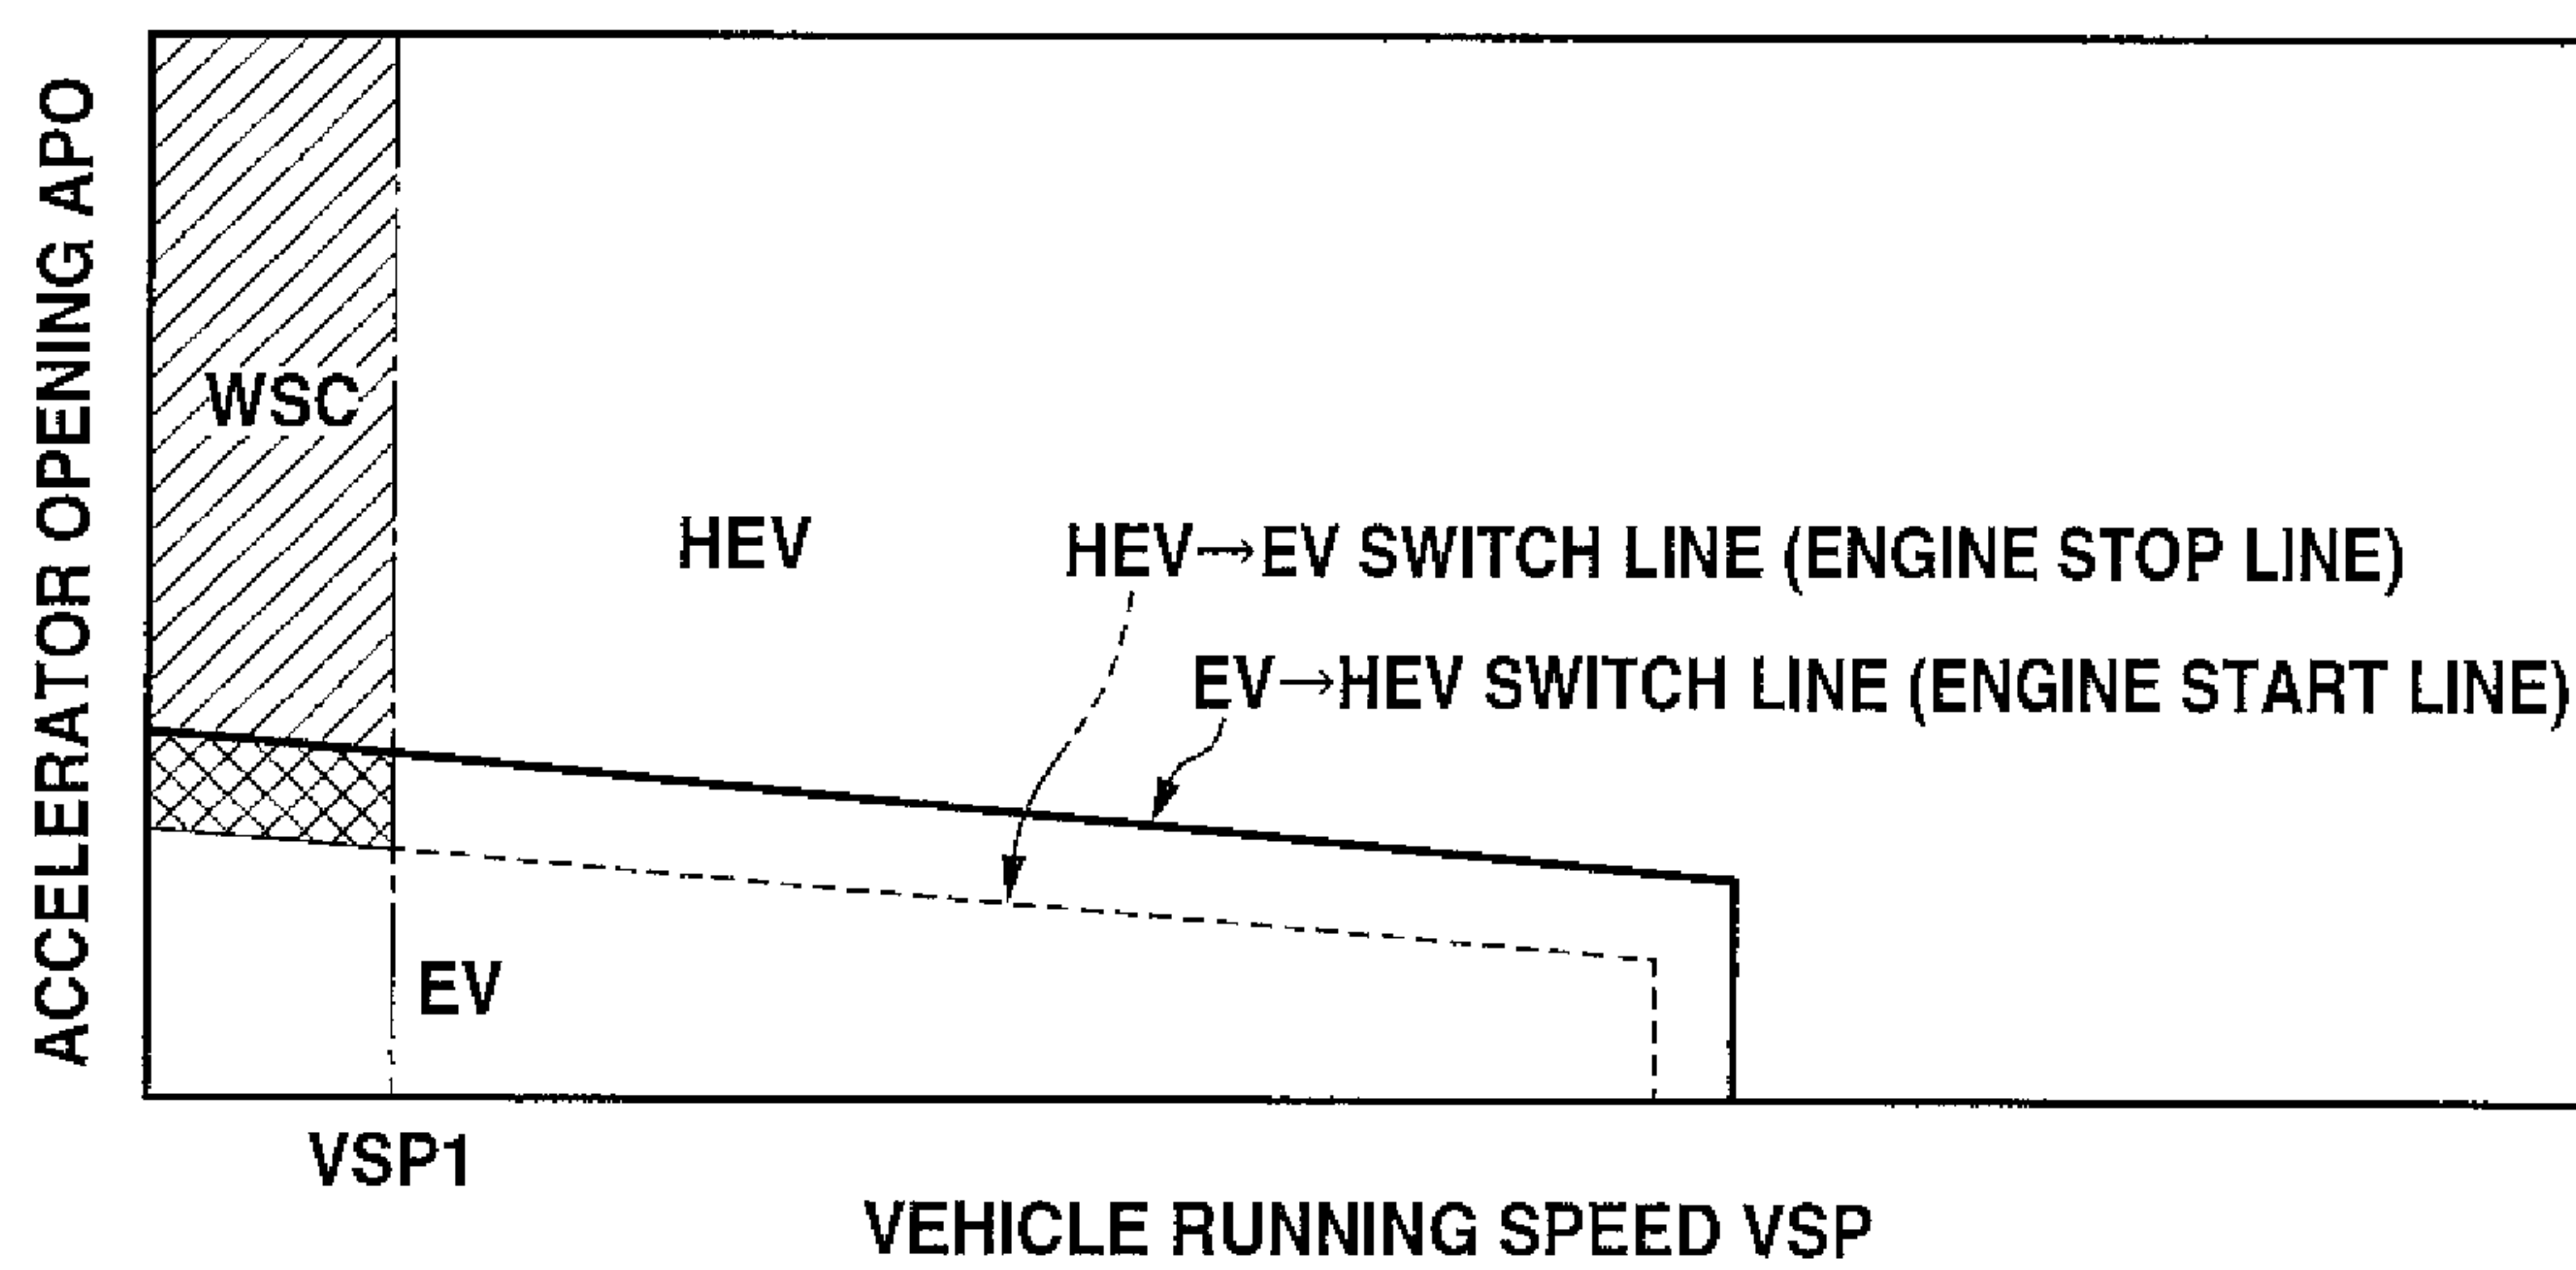 ACCELERATOR OPENING APO
WSC
HEV
HEV→EV SWITCH LINE (ENGINE STOP LINE)
EV→HEV SWITCH LINE (ENGINE START LINE)
EV
VSP1
VEHICLE RUNNING SPEED VSP